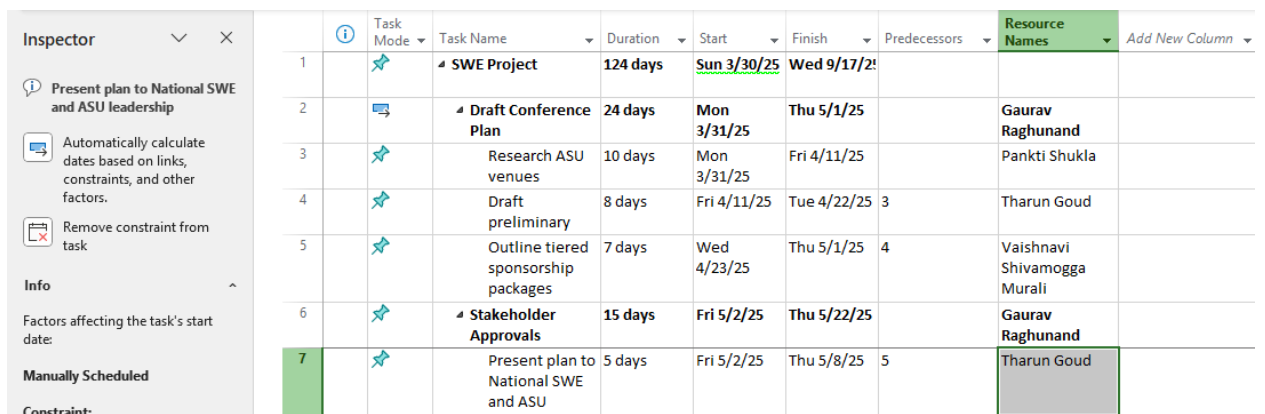 Inspector
Present plan to National SWE
and ASU leadership
Automatically calculate
dates based on links,
constraints, and other
factors.
Remove constraint from
task
Info
Factors affecting the task's start
date:
Manually Scheduled
Constraint:
Task
Mode Task Name Duration Start Finish Predecessors Resource
Names Add New Column
1 SWE Project 124 days Sun 3/30/25 Wed 9/17/2
2 Draft Conference 24 days Mon Thu 5/1/25 Gaurav
Plan 3/31/25 Raghunand
3 Research ASU 10 days Mon Fri 4/11/25 Pankti Shukla
venues 3/31/25
4 Draft 8 days Fri 4/11/25 Tue 4/22/25 3 Tharun Goud
preliminary
5 Outline tiered 7 days Wed Thu 5/1/25 4 Vaishnavi
sponsorship 4/23/25 Shivamogga
packages Murali
6 Stakeholder 15 days Fri 5/2/25 Thu 5/22/25 Gaurav
Approvals Raghunand
7 Present plan to 5 days Fri 5/2/25 Thu 5/8/25 5 Tharun Goud
National SWE
and ASU